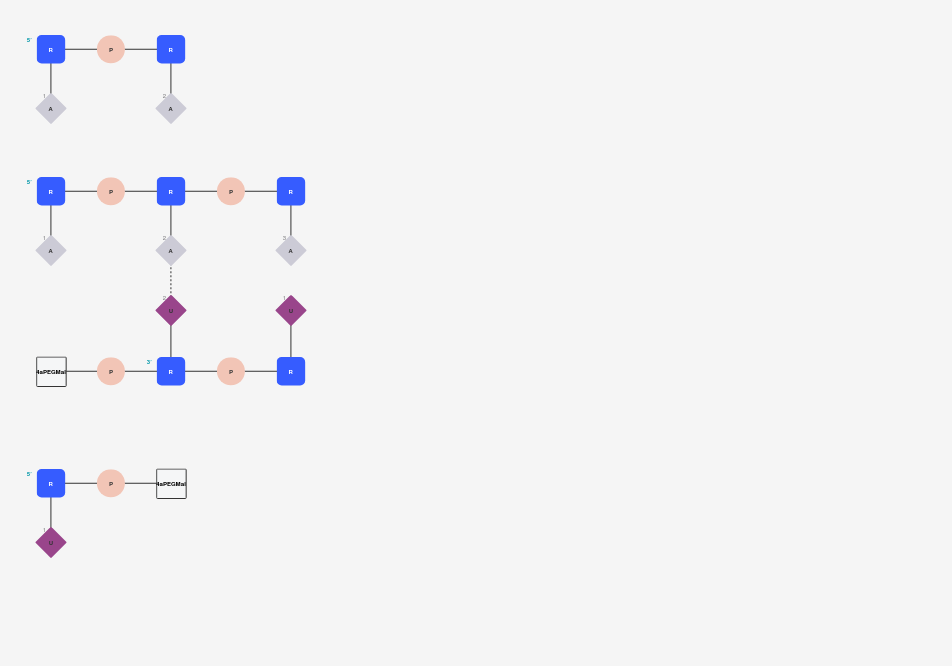 5' R P R
1 2
A A
5' R P R P R
1 2 3
A A A
2 1
U U
4aPEGMal P 3' R P R
5' R P 4aPEGMal
1
U